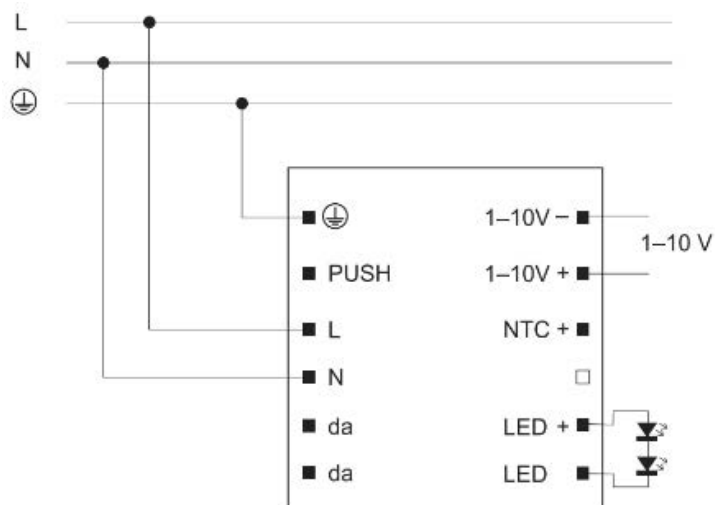 L
N
1–10V –
PUSH
1–10V +
1–10 V
L
NTC +
N
da
LED +
da
LED